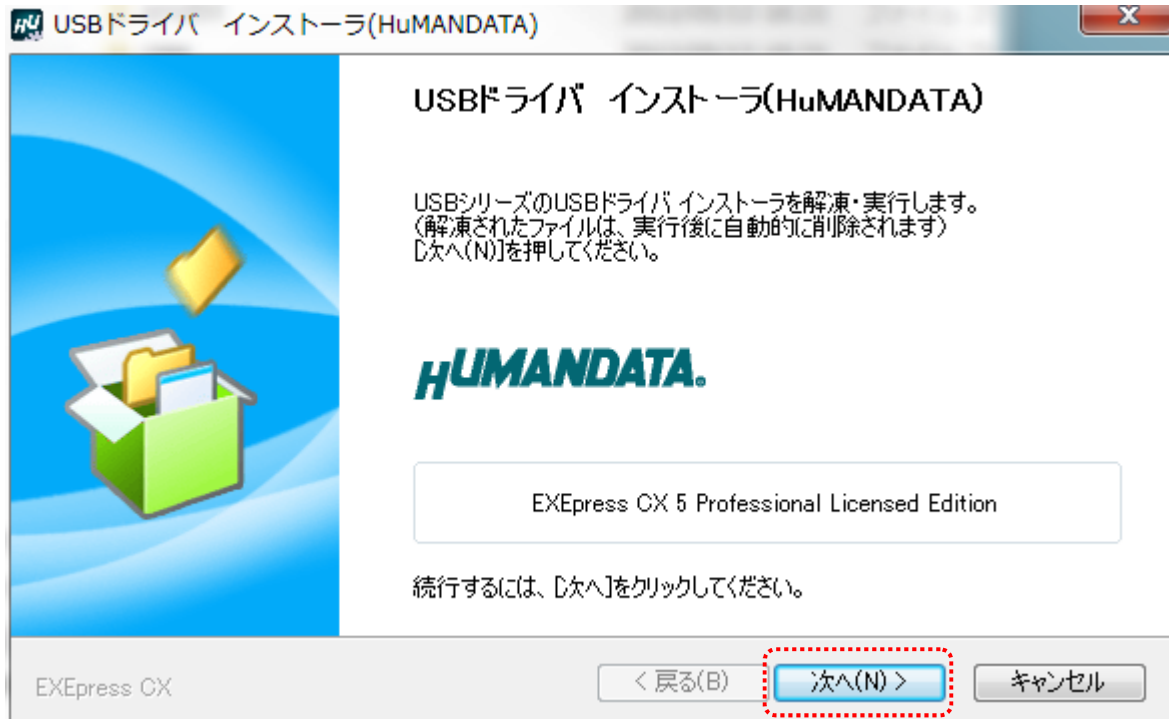 USBドライバ インストーラ(HuMANDATA)
USBドライバ インストーラ(HuMANDATA)
USBシリーズのUSBドライバ インストーラを解凍・実行します。
(解凍されたファイルは、実行後に自動的に削除されます)
[次へ(N)]を押してください。
HUMANDATA®
EXEpress CX 5 Professional Licensed Edition
続行するには、[次へ]をクリックしてください。
EXEpress CX
< 戻る(B)
次へ(N) >
キャンセル